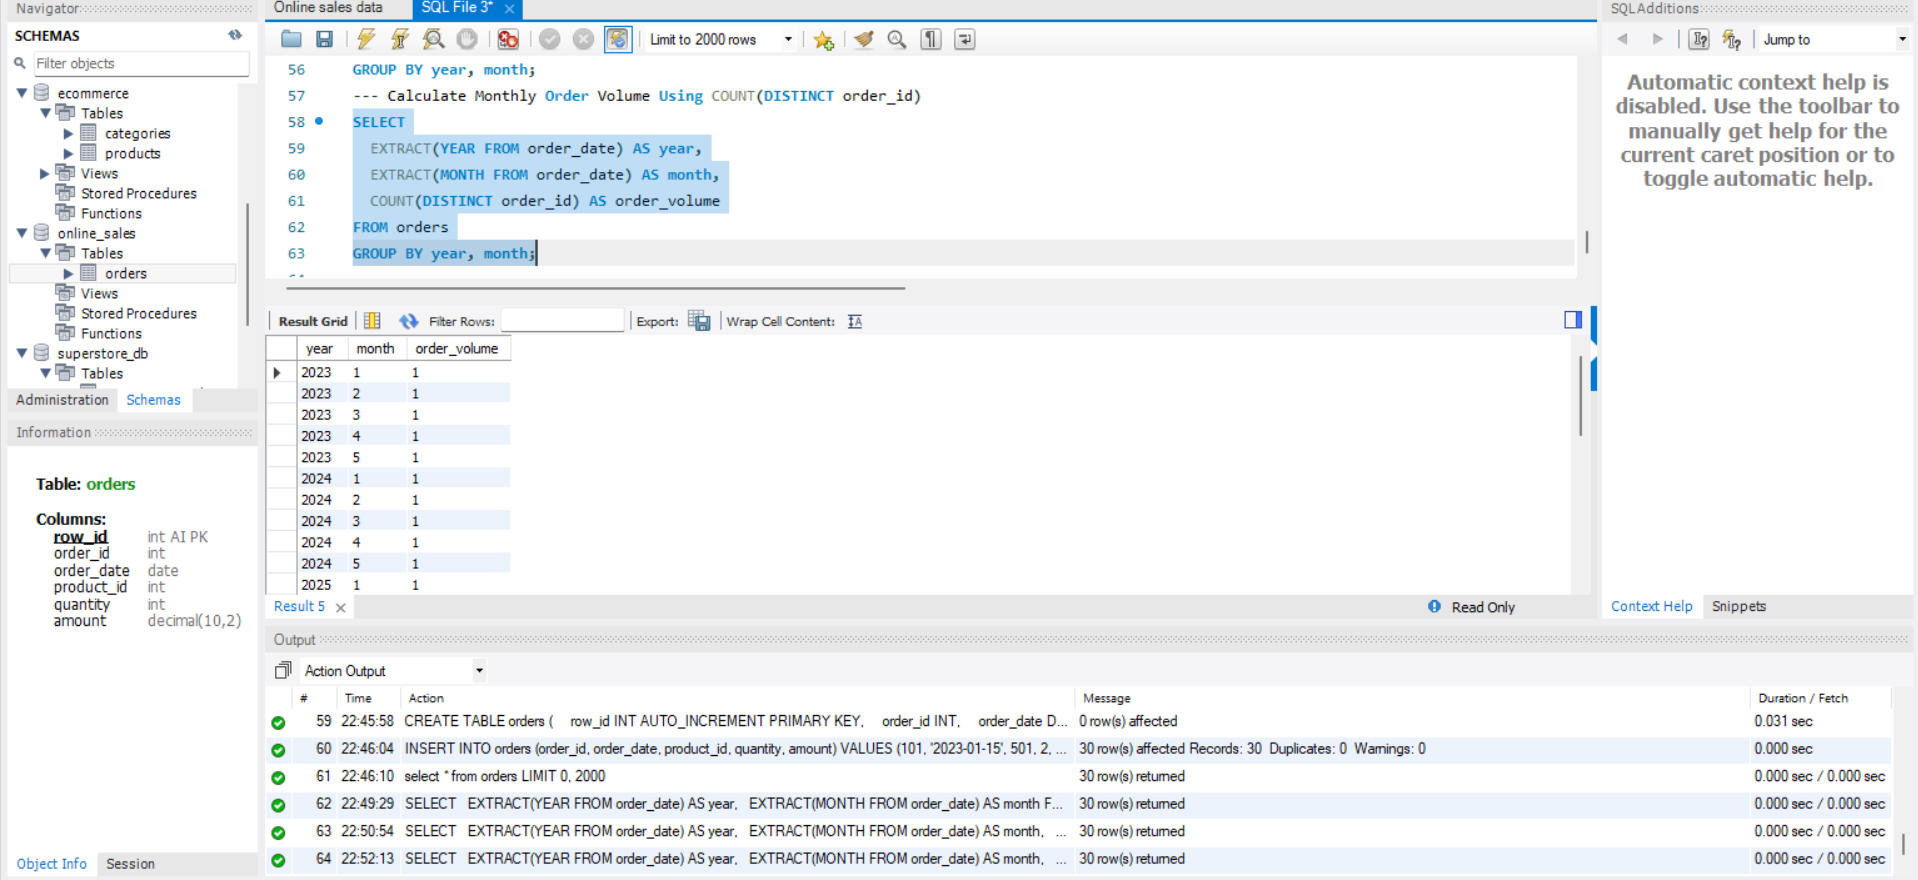 Navigator
SCHEMAS
Filter objects
ecommerce
Tables
categories
products
Views
Stored Procedures
Functions
online_sales
Tables
orders
Views
Stored Procedures
Functions
superstore_db
Tables
Administration Schemas
Information
Table: orders
Columns:
row_id int AI PK
order_id int
order_date date
product_id int
quantity int
amount decimal(10,2)
Object Info Session
Online sales data SQL File 3* ×
Limit to 2000 rows
56 GROUP BY year, month;
57 --- Calculate Monthly Order Volume Using COUNT(DISTINCT order_id)
58 SELECT
59 EXTRACT(YEAR FROM order_date) AS year,
60 EXTRACT(MONTH FROM order_date) AS month,
61 COUNT(DISTINCT order_id) AS order_volume
62 FROM orders
63 GROUP BY year, month;
Result Grid Filter Rows: Export: Wrap Cell Content:
year month order_volume
2023 1 1
2023 2 1
2023 3 1
2023 4 1
2023 5 1
2024 1 1
2024 2 1
2024 3 1
2024 4 1
2024 5 1
2025 1 1
Result 5 × Read Only
Output
Action Output
# Time Action Message Duration / Fetch
59 22:45:58 CREATE TABLE orders ( row_id INT AUTO_INCREMENT PRIMARY KEY, order_id INT, order_date D... 0 row(s) affected 0.031 sec
60 22:46:04 INSERT INTO orders (order_id, order_date, product_id, quantity, amount) VALUES (101, '2023-01-15', 501, 2, ... 30 row(s) affected Records: 30 Duplicates: 0 Warnings: 0 0.000 sec
61 22:46:10 select * from orders LIMIT 0, 2000 30 row(s) returned 0.000 sec / 0.000 sec
62 22:49:29 SELECT EXTRACT(YEAR FROM order_date) AS year, EXTRACT(MONTH FROM order_date) AS month F... 30 row(s) returned 0.000 sec / 0.000 sec
63 22:50:54 SELECT EXTRACT(YEAR FROM order_date) AS year, EXTRACT(MONTH FROM order_date) AS month, ... 30 row(s) returned 0.000 sec / 0.000 sec
64 22:52:13 SELECT EXTRACT(YEAR FROM order_date) AS year, EXTRACT(MONTH FROM order_date) AS month, ... 30 row(s) returned 0.000 sec / 0.000 sec
SQLAdditions
Jump to
Automatic context help is
disabled. Use the toolbar to
manually get help for the
current caret position or to
toggle automatic help.
Context Help Snippets